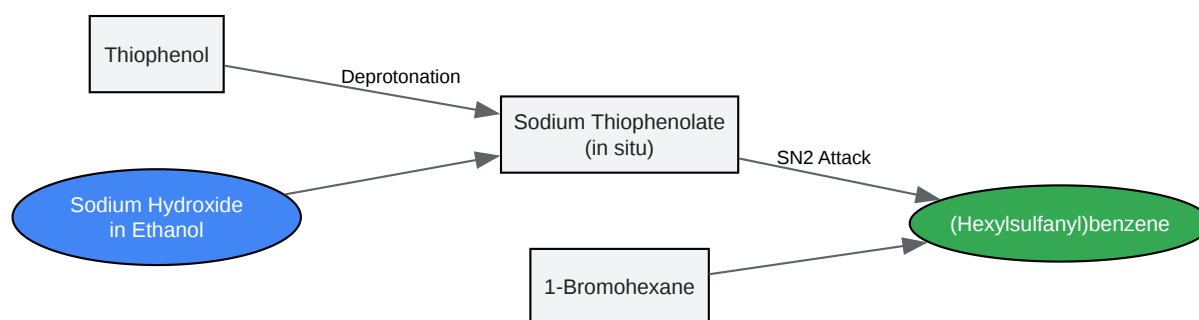 Thiophenol
Deprotonation
Sodium Thiophenolate
(in situ)
SN2 Attack
Sodium Hydroxide
in Ethanol
(Hexylsulfanyl)benzene
1-Bromohexane